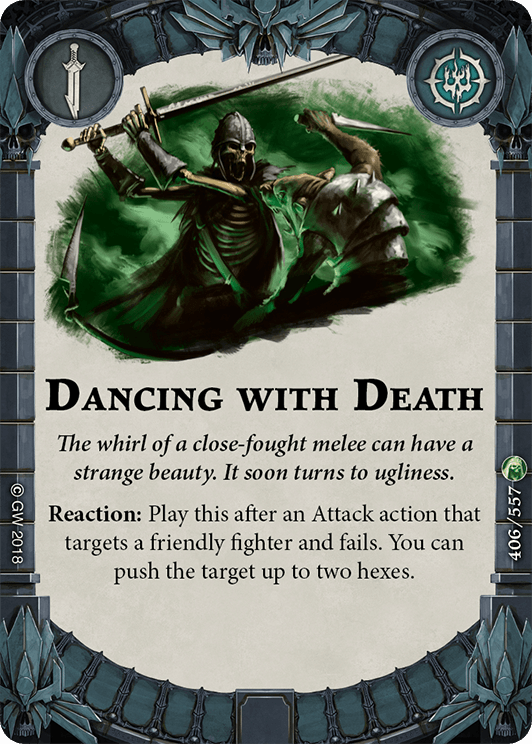 DANCING WITH DEATH
The whirl of a close-fought melee can have a
strange beauty. It soon turns to ugliness.
Reaction: Play this after an Attack action that
targets a friendly fighter and fails. You can
push the target up to two hexes.
© GW 2018
406/557